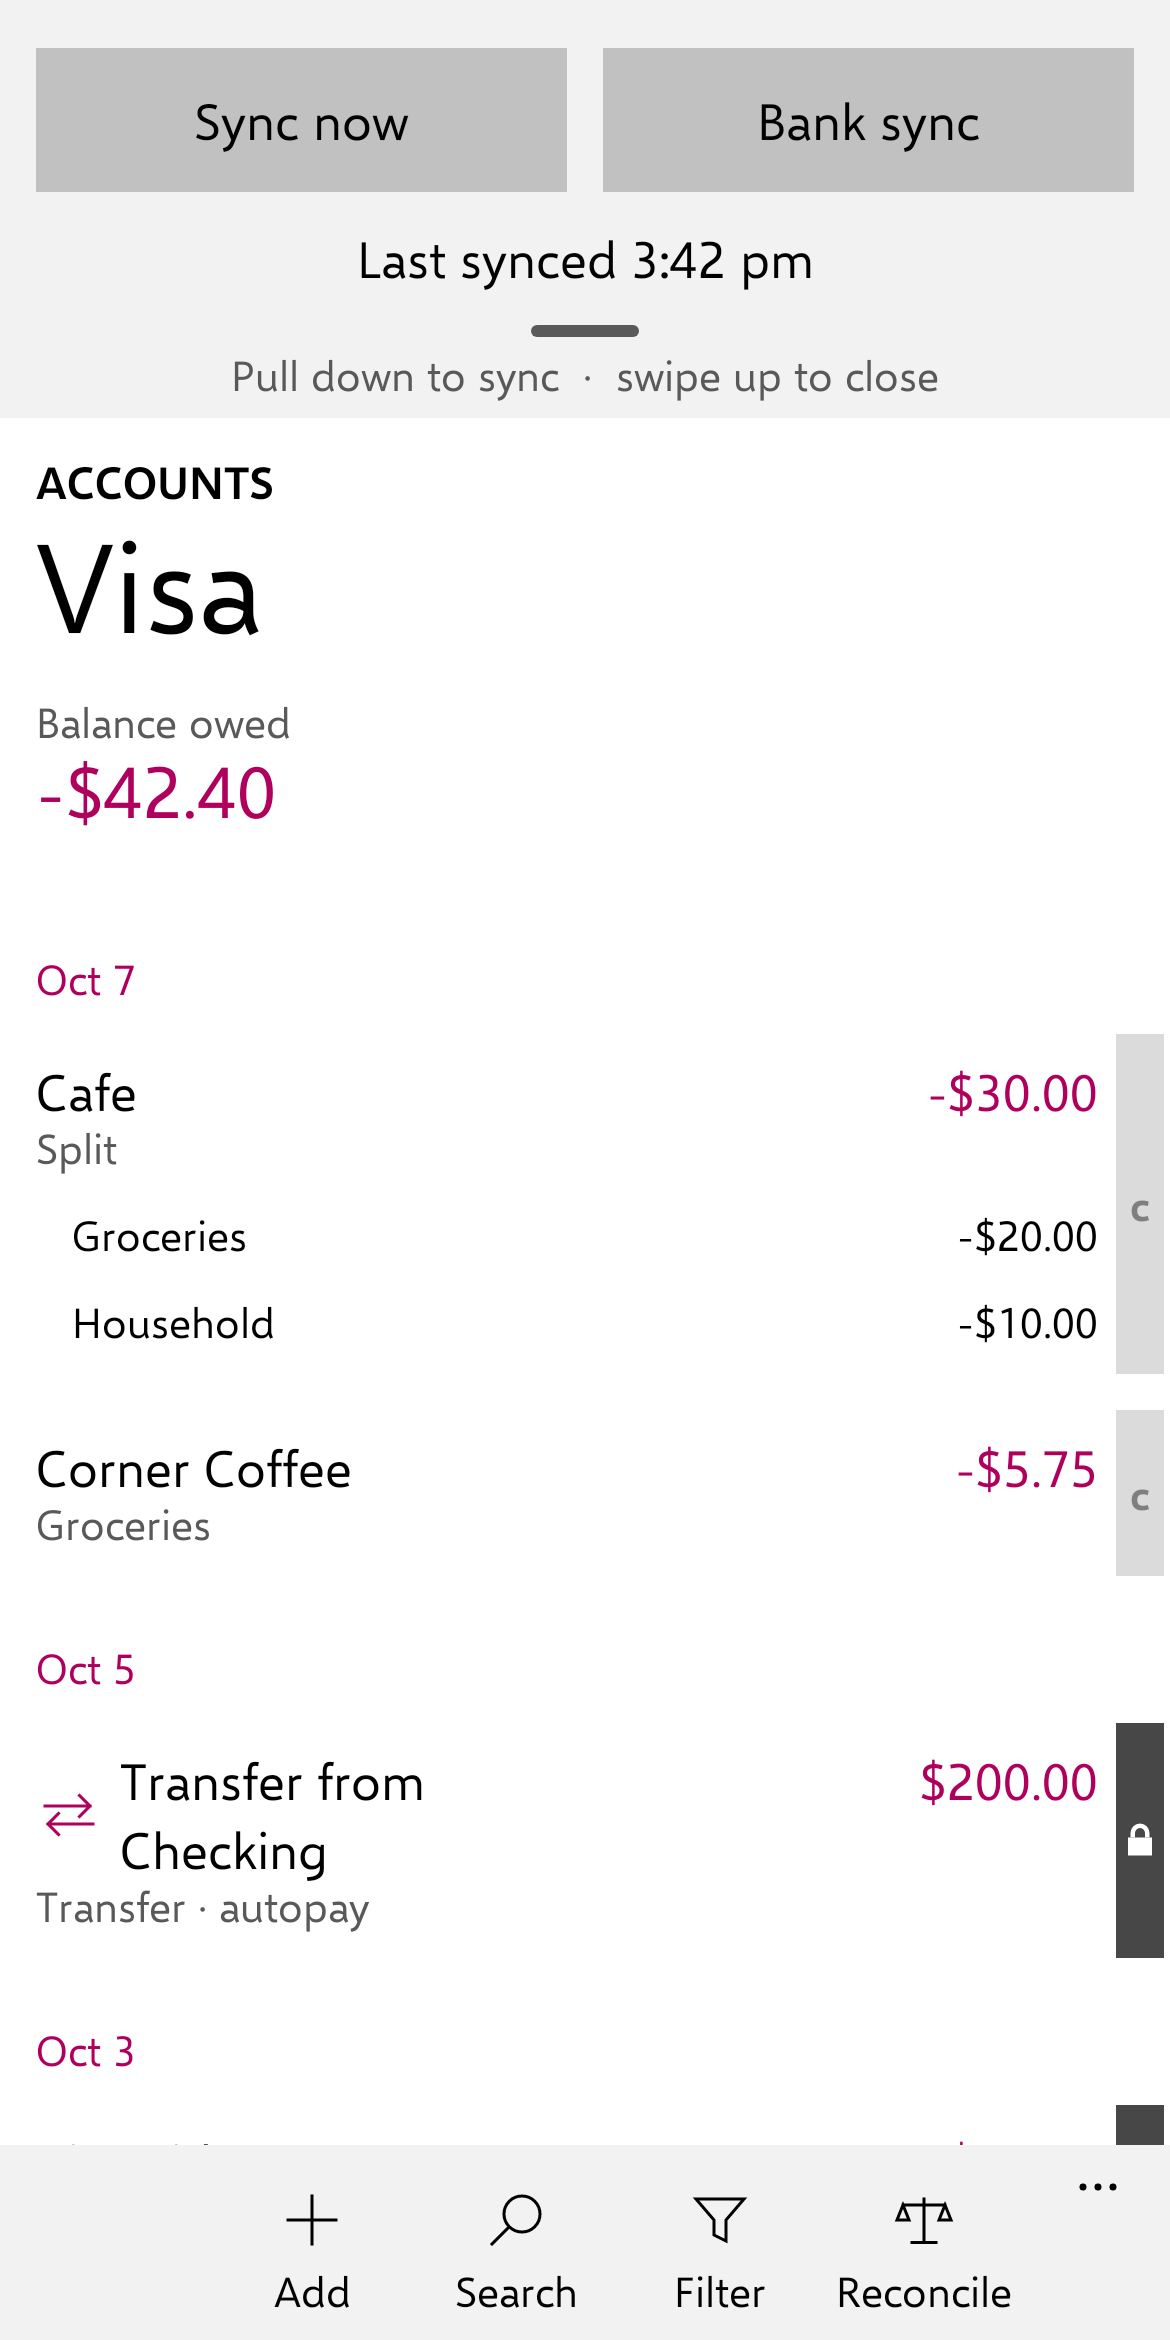 Sync now
Bank sync
Last synced 3:42 pm
Pull down to sync · swipe up to close
ACCOUNTS
Visa
Balance owed
-$42.40
Oct 7
Cafe
-$30.00
Split
Groceries
-$20.00
Household
-$10.00
c
Corner Coffee
-$5.75
Groceries
c
Oct 5
Transfer from
Checking
$200.00
Transfer · autopay
Oct 3
Add
Search
Filter
Reconcile